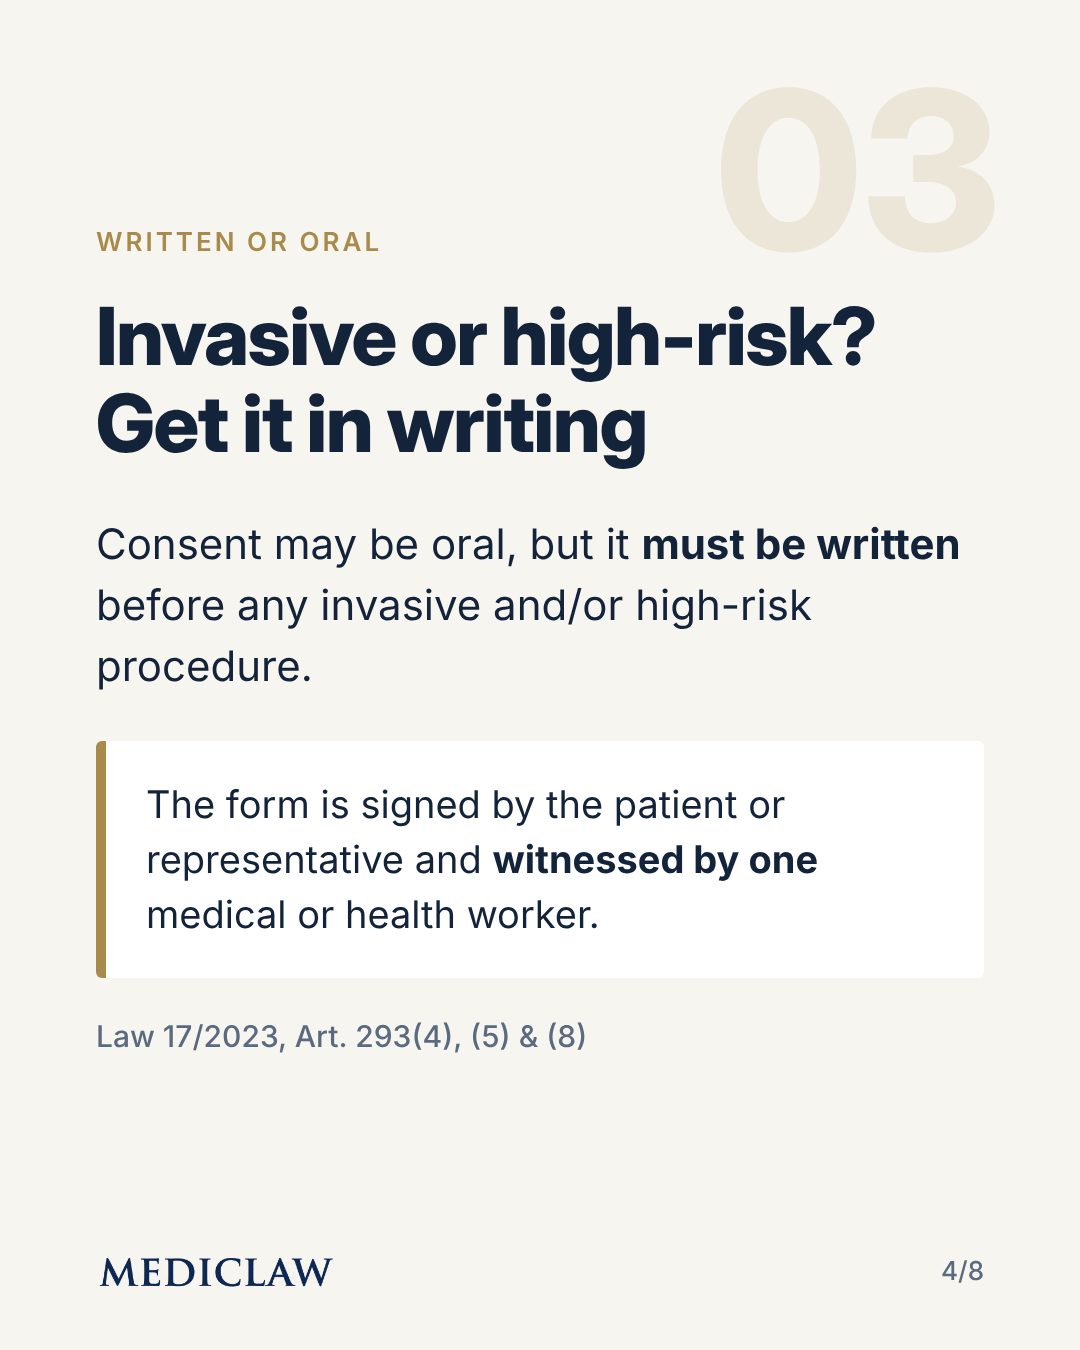 03
WRITTEN OR ORAL
Invasive or high-risk?
Get it in writing
Consent may be oral, but it must be written
before any invasive and/or high-risk
procedure.
The form is signed by the patient or
representative and witnessed by one
medical or health worker.
Law 17/2023, Art. 293(4), (5) & (8)
MEDICLAW
4/8